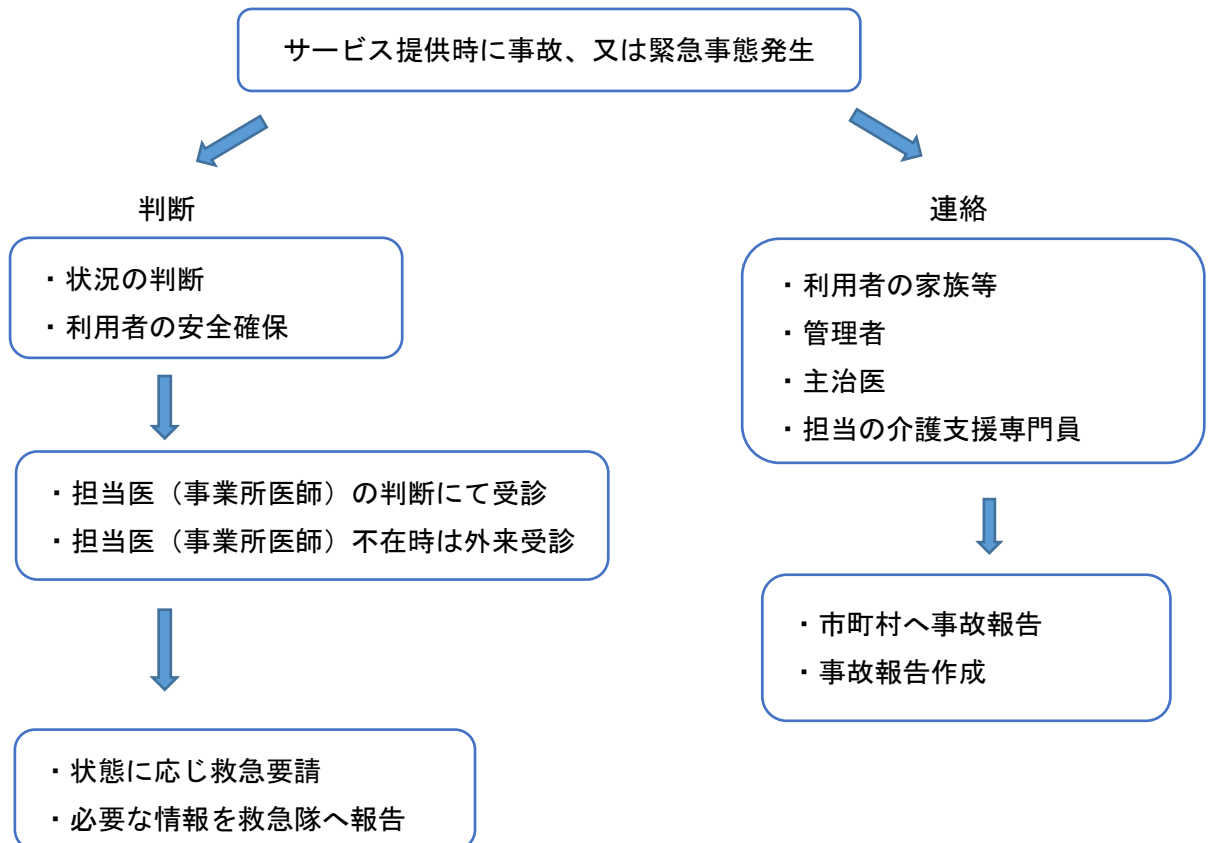 サービス提供時に事故、又は緊急事態発生
判断
・状況の判断
・利用者の安全確保
・担当医（事業所医師）の判断にて受診
・担当医（事業所医師）不在時は外来受診
・状態に応じ救急要請
・必要な情報を救急隊へ報告
連絡
・利用者の家族等
・管理者
・主治医
・担当の介護支援専門員
・市町村へ事故報告
・事故報告作成